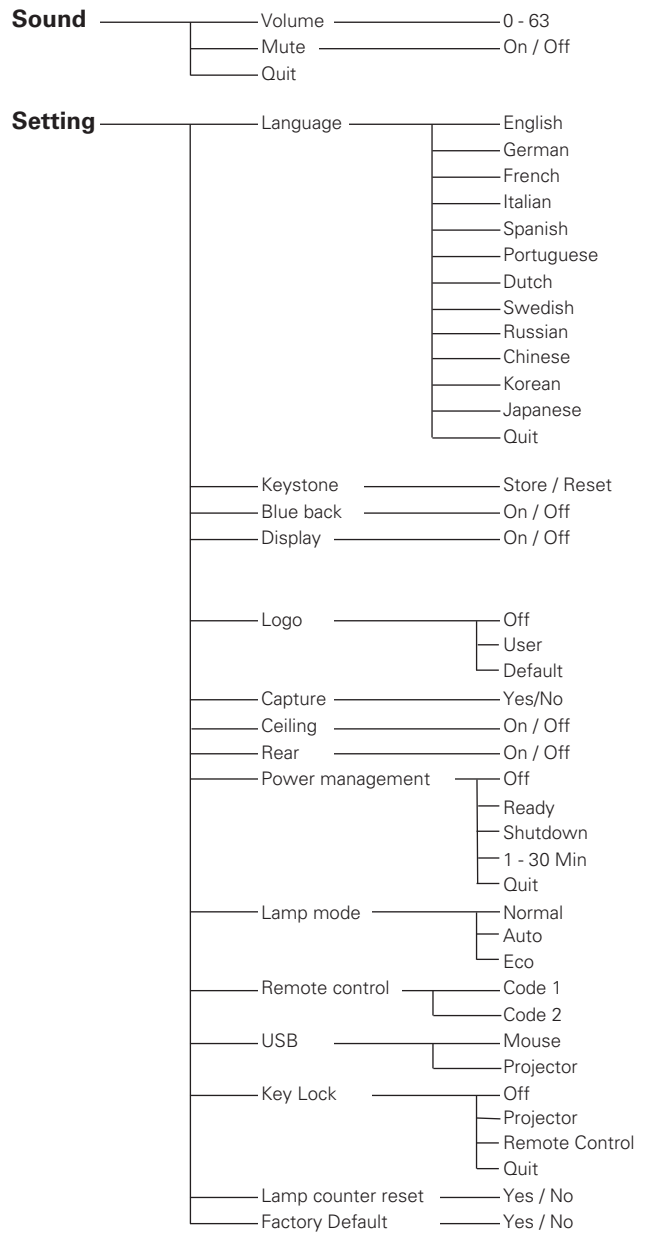 Sound Volume 0 - 63
Mute On / Off
Quit
Setting Language English
German
French
Italian
Spanish
Portuguese
Dutch
Swedish
Russian
Chinese
Korean
Japanese
Quit
Keystone Store / Reset
Blue back On / Off
Display On / Off
Logo Off
User
Default
Capture Yes/No
Ceiling On / Off
Rear On / Off
Power management Off
Ready
Shutdown
1 - 30 Min
Quit
Lamp mode Normal
Auto
Eco
Remote control Code 1
Code 2
USB Mouse
Projector
Key Lock Off
Projector
Remote Control
Quit
Lamp counter reset Yes / No
Factory Default Yes / No